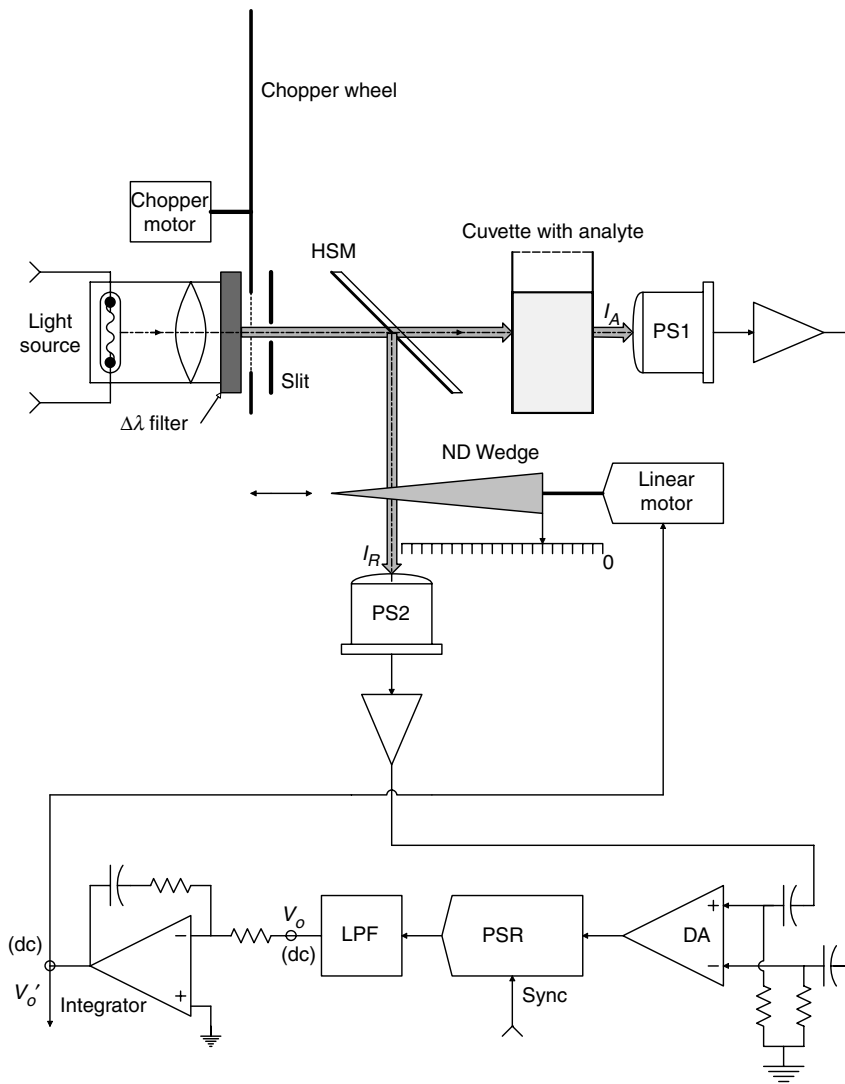 Chopper wheel
Chopper
motor
HSM
Cuvette with analyte
Light
source
I_A
PS1
Slit
Δλ filter
ND Wedge
Linear
motor
I_R
0
PS2
V_o
(dc)
LPF
PSR
DA
+
−
−
+
(dc)
V_o′
Integrator
Sync